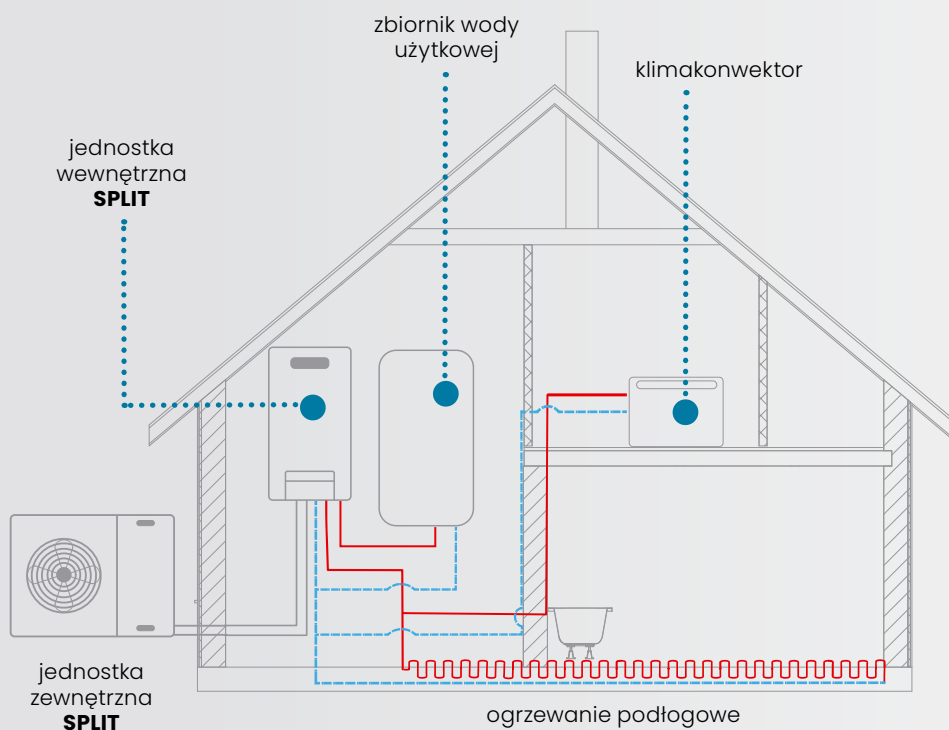 zbiornik wody
użytkowej
klimakonwektor
jednostka
wewnętrzna
SPLIT
jednostka
zewnętrzna
SPLIT
ogrzewanie podłogowe